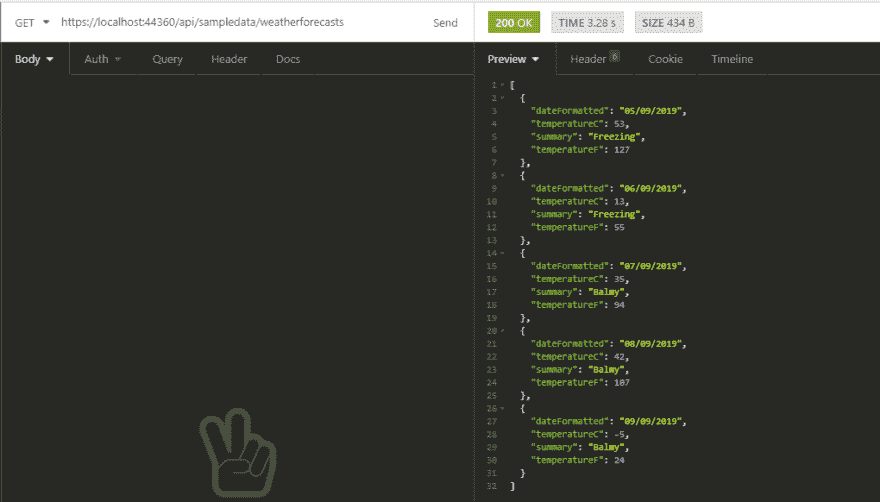 GET https://localhost:44360/api/sampledata/weatherforecasts Send 200 OK TIME 3.28 s SIZE 434 B
Body Auth Query Header Docs
Preview Header 6 Cookie Timeline
1 [
2 {
3 "dateFormatted": "05/09/2019",
4 "temperatureC": 53,
5 "summary": "Freezing",
6 "temperatureF": 127
7 },
8 {
9 "dateFormatted": "06/09/2019",
10 "temperatureC": 13,
11 "summary": "Freezing",
12 "temperatureF": 55
13 },
14 {
15 "dateFormatted": "07/09/2019",
16 "temperatureC": 35,
17 "summary": "Balmy",
18 "temperatureF": 94
19 },
20 {
21 "dateFormatted": "08/09/2019",
22 "temperatureC": 42,
23 "summary": "Balmy",
24 "temperatureF": 107
25 },
26 {
27 "dateFormatted": "09/09/2019",
28 "temperatureC": -5,
29 "summary": "Balmy",
30 "temperatureF": 24
31 }
32 ]